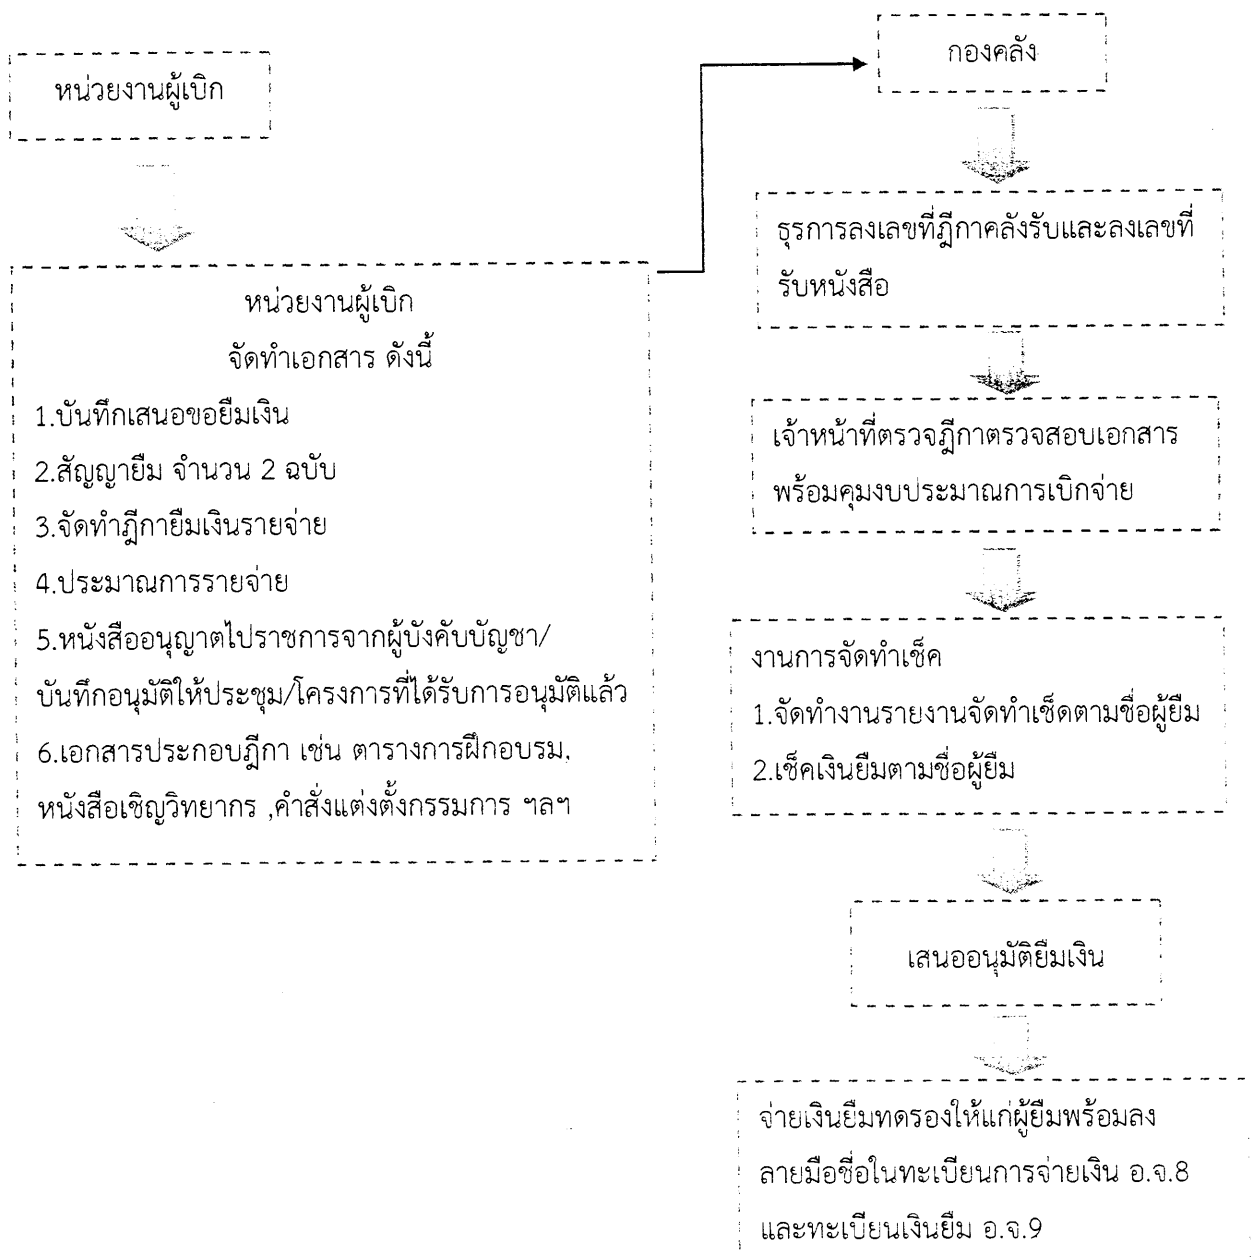 หน่วยงานผู้เบิก
หน่วยงานผู้เบิก
จัดทำเอกสาร ดังนี้
1.บันทึกเสนอขอยืมเงิน
2.สัญญายืม จำนวน 2 ฉบับ
3.จัดทำฎีกายืมเงินรายจ่าย
4.ประมาณการรายจ่าย
5.หนังสืออนุญาตไปราชการจากผู้บังคับบัญชา/
บันทึกอนุมัติให้ประชุม/โครงการที่ได้รับการอนุมัติแล้ว
6.เอกสารประกอบฎีกา เช่น ตารางการฝึกอบรม,
หนังสือเชิญวิทยากร ,คำสั่งแต่งตั้งกรรมการ ฯลฯ
กองคลัง
ธุรการลงเลขที่ฎีกาคลังรับและลงเลขที่
รับหนังสือ
เจ้าหน้าที่ตรวจฎีกาตรวจสอบเอกสาร
พร้อมคุมงบประมาณการเบิกจ่าย
งานการจัดทำเช็ค
1.จัดทำงานรายงานจัดทำเช็ดตามชื่อผู้ยืม
2.เช็คเงินยืมตามชื่อผู้ยืม
เสนออนุมัติยืมเงิน
จ่ายเงินยืมทดรองให้แก่ผู้ยืมพร้อมลง
ลายมือชื่อในทะเบียนการจ่ายเงิน อ.จ.8
และทะเบียนเงินยืม อ.จ.9